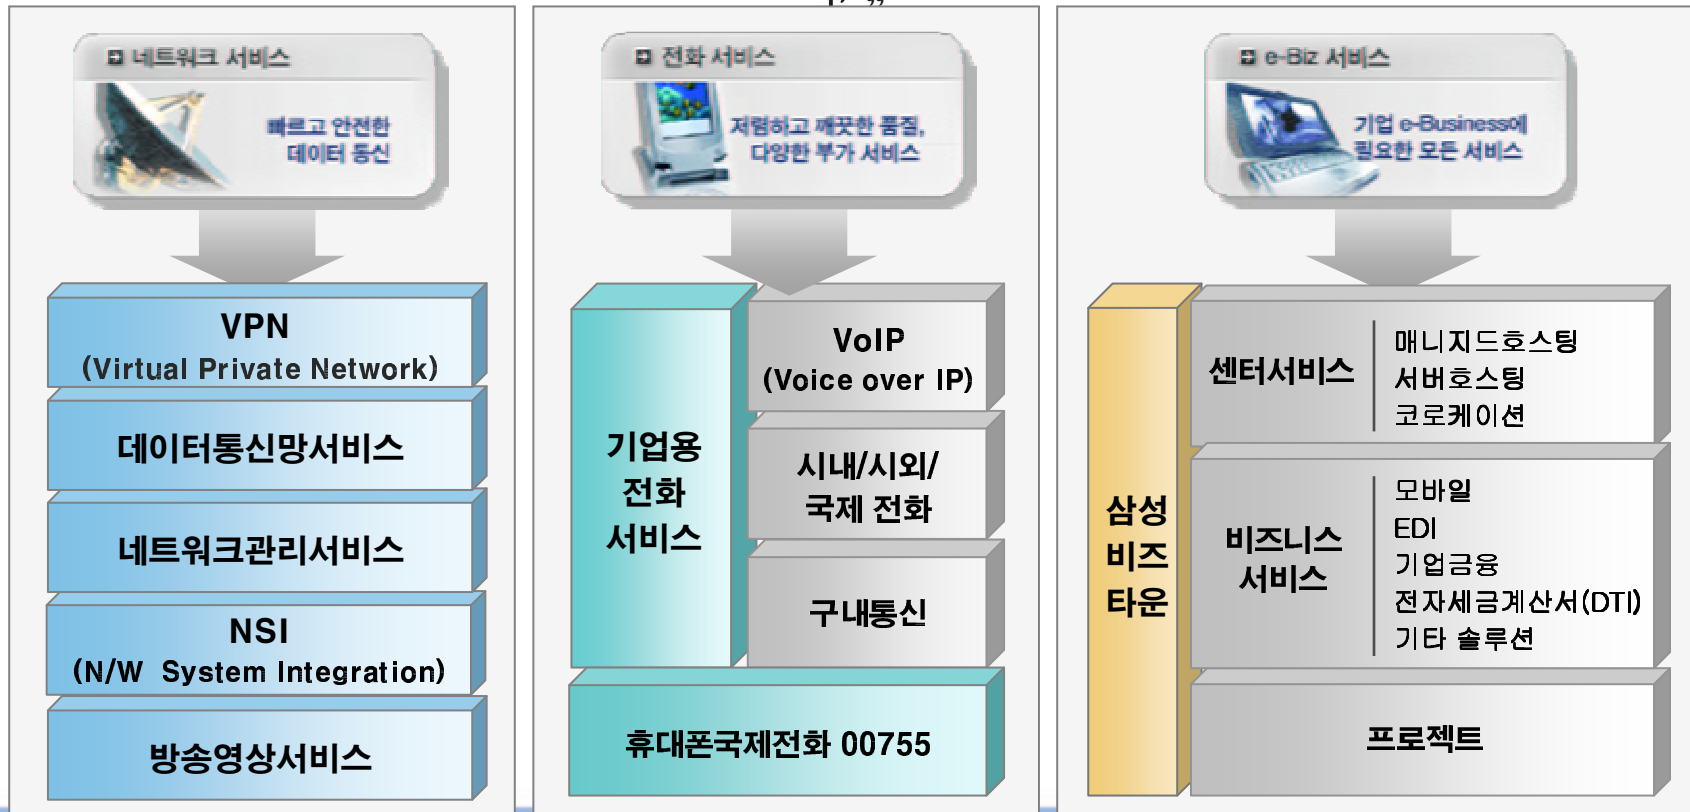 네트워크 서비스
빠르고 안전한
데이터 통신
VPN
(Virtual Private Network)
데이터통신망서비스
네트워크관리서비스
NSI
(N/W System Integration)
방송영상서비스
전화 서비스
저렴하고 깨끗한 품질,
다양한 부가 서비스
기업용
전화
서비스
VoIP
(Voice over IP)
시내/시외/
국제 전화
구내통신
휴대폰국제전화 00755
e-Biz 서비스
기업 e-Business에
필요한 모든 서비스
삼성
비즈
타운
센터서비스
매니지드호스팅
서버호스팅
코로케이션
비즈니스
서비스
모바일
EDI
기업금융
전자세금계산서(DTI)
기타 솔루션
프로젝트